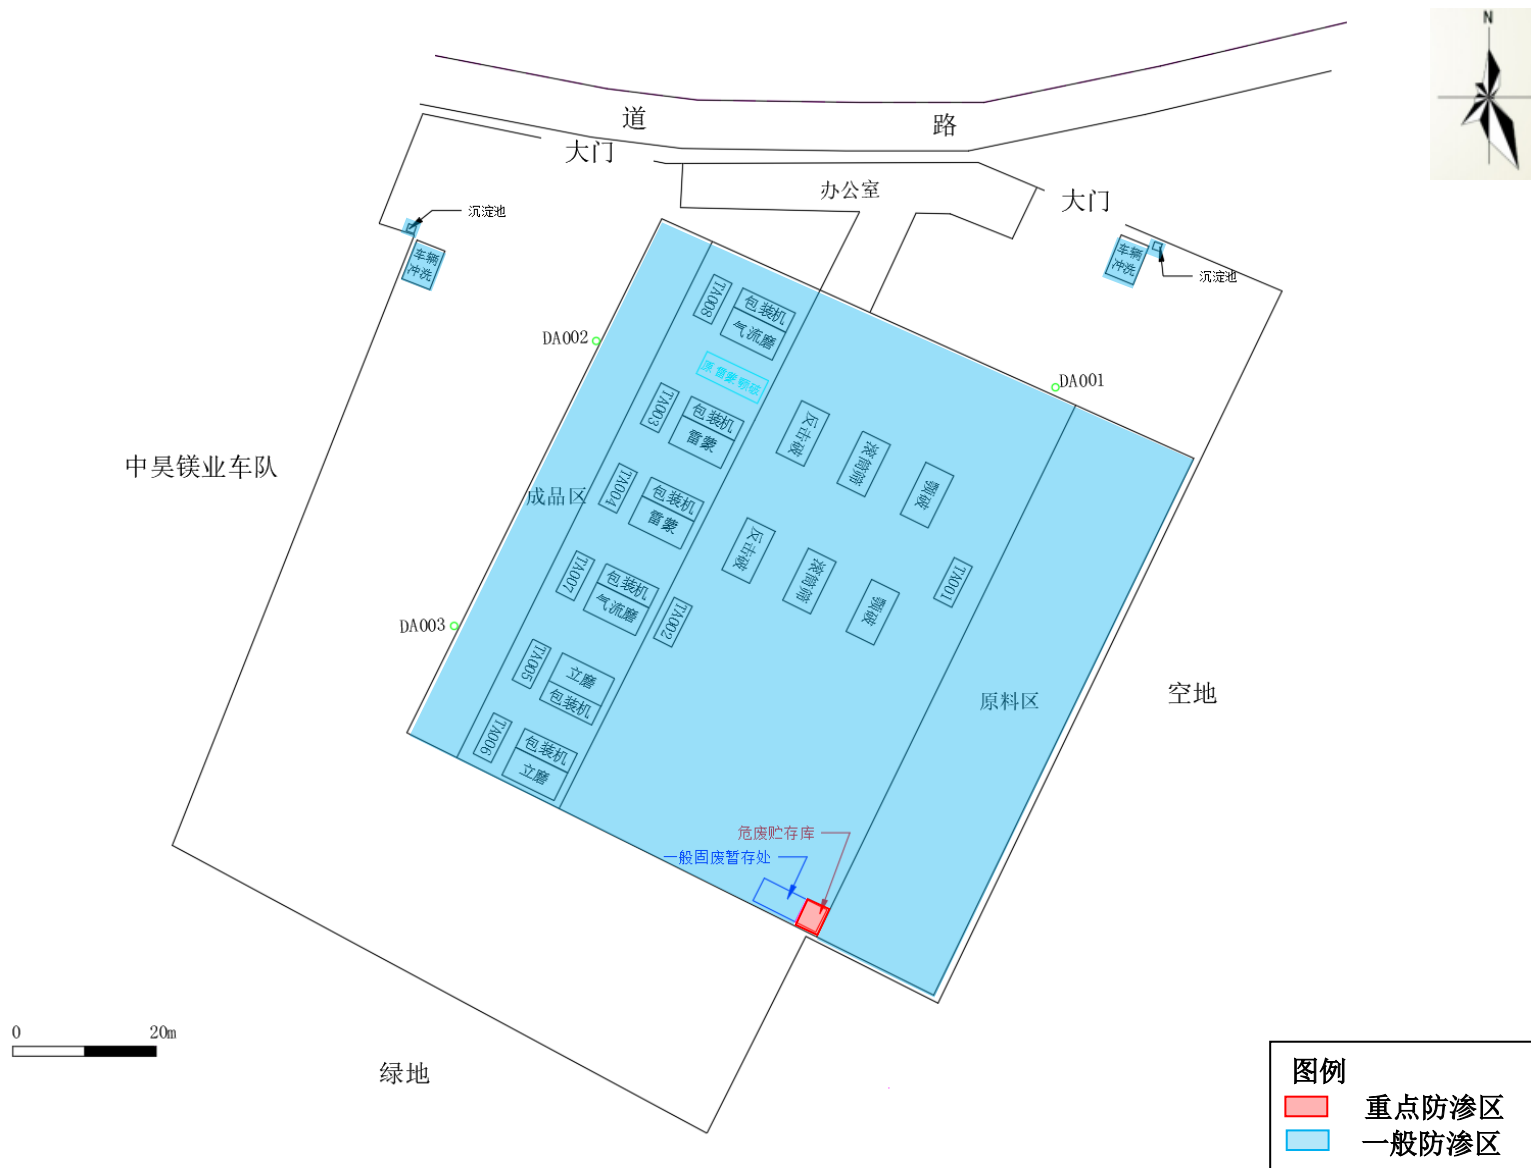 N
道
路
大门
办公室
大门
沉淀池
沉淀池
车辆
冲洗
车辆
冲洗
DA002
DA001
DA003
TA008
包装机
气流磨
TA003
包装机
雷蒙
TA004
包装机
雷蒙
TA007
包装机
气流磨
TA002
TA005
立磨
包装机
TA006
包装机
立磨
反击破
滚筒筛
颚破
反击破
滚筒筛
颚破
TA001
中昊镁业车队
成品区
原料区
空地
危废贮存库
一般固废暂存处
0
20m
绿地
图例
重点防渗区
一般防渗区